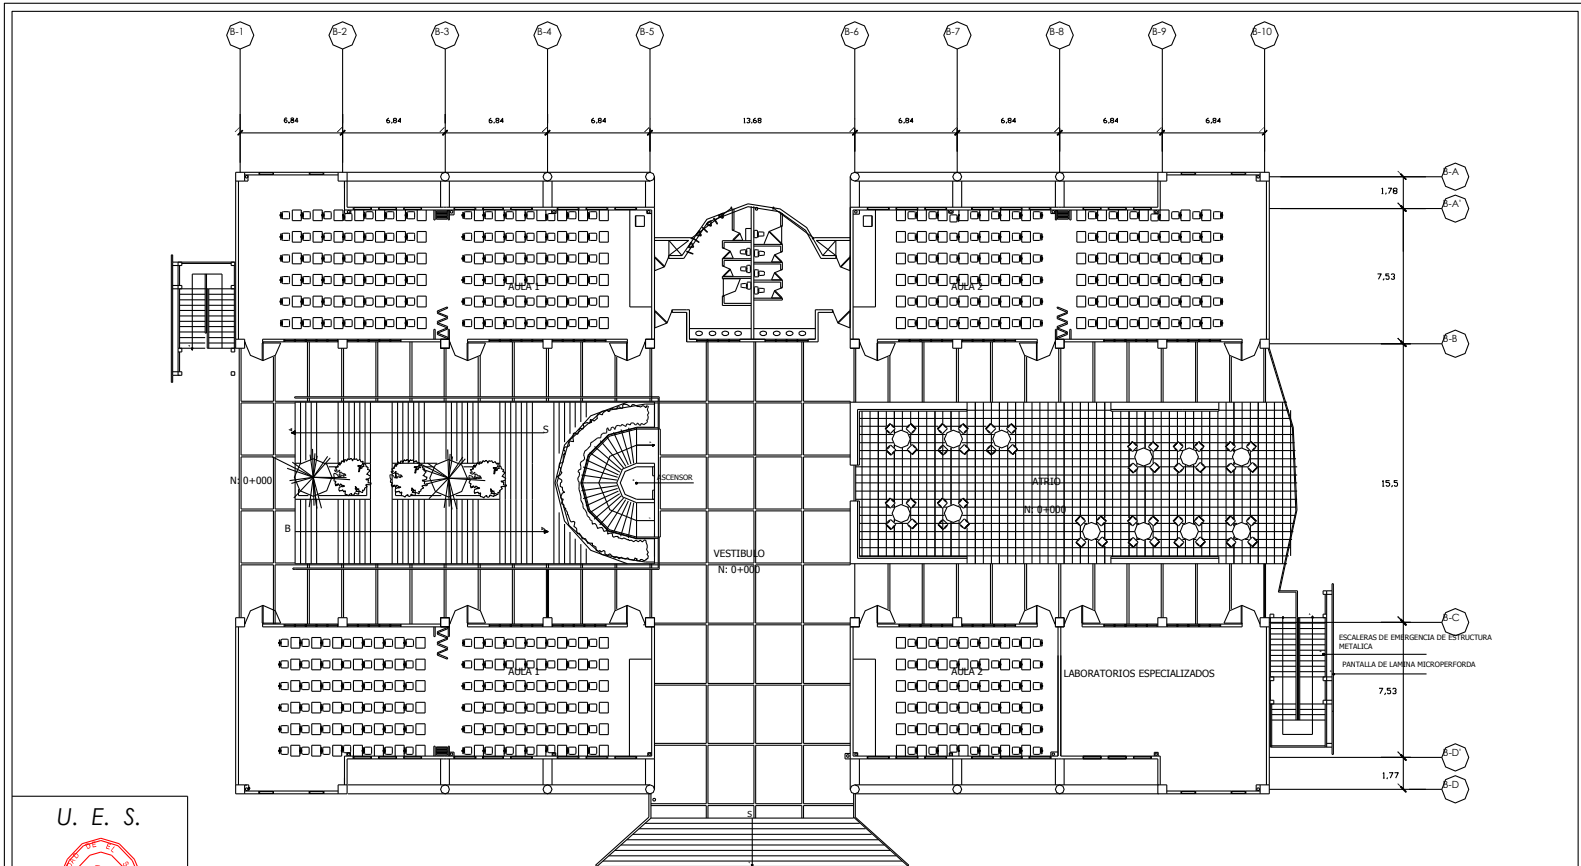 B-1 B-2 B-3 B-4 B-5 B-6 B-7 B-8 B-9 B-10
6,84 6,84 6,84 6,84 13,68 6,84 6,84 6,84 6,84
B-A
1,78
B-A'
7,53
AULA 1
AULA 2
B-B
S
N: 0+000
ASCENSOR
ATRIO
15,5
N: 0+000
B
VESTIBULO
N: 0+000
B-C
ESCALERAS DE EMERGENCIA DE ESTRUCTURA
METALICA
PANTALLA DE LAMINA MICROPERFORDA
AULA 1
AULA 2
LABORATORIOS ESPECIALIZADOS
7,53
B-D'
1,77
B-D
S
U. E. S.
DE EL S